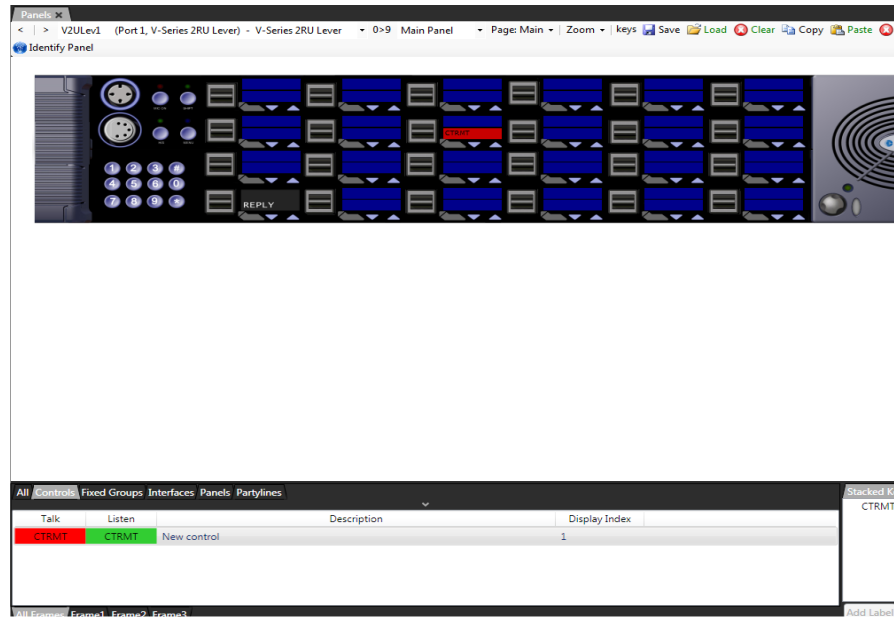 Panels ×
< | > V2ULev1 (Port 1, V-Series 2RU Lever) - V-Series 2RU Lever 0>9 Main Panel Page: Main Zoom keys Save Load Clear Copy Paste
Identify Panel
CTRMT
1 2 3 #
4 5 6 0
7 8 9 *
REPLY
All Controls Fixed Groups Interfaces Panels Partylines
Stacked K
CTRMT
Talk Listen Description Display Index
CTRMT CTRMT New control 1
All Frames Frame1 Frame2 Frame3
Add Label